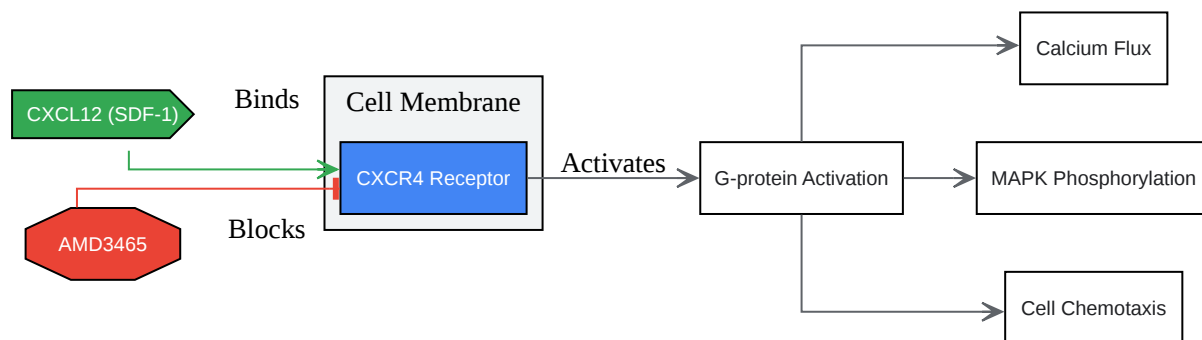 Calcium Flux
Binds
Cell Membrane
CXCL12 (SDF-1)
CXCR4 Receptor
Activates
G-protein Activation
MAPK Phosphorylation
Blocks
AMD3465
Cell Chemotaxis